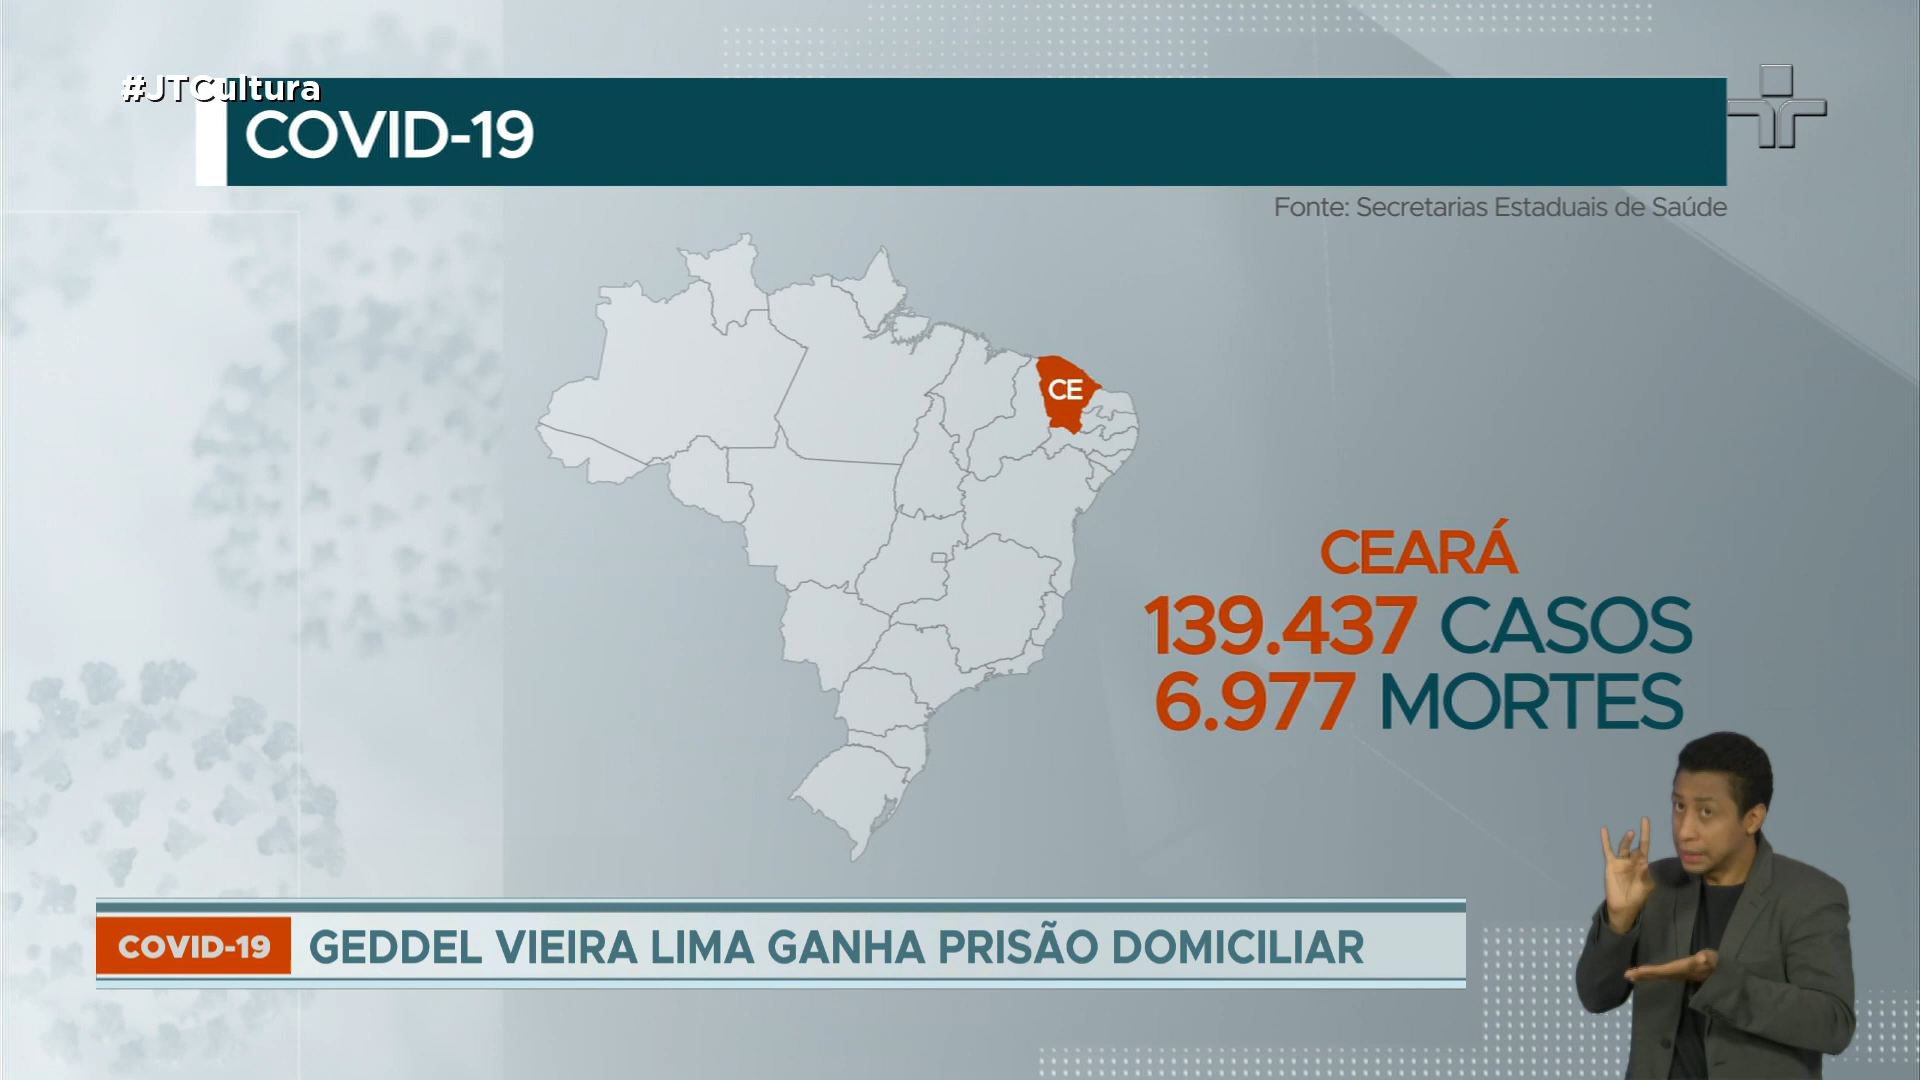 #JTCultura
COVID-19
Fonte: Secretarias Estaduais de Saúde
CE
CEARÁ
139.437 CASOS
6.977 MORTES
COVID-19 GEDDEL VIEIRA LIMA GANHA PRISÃO DOMICILIAR